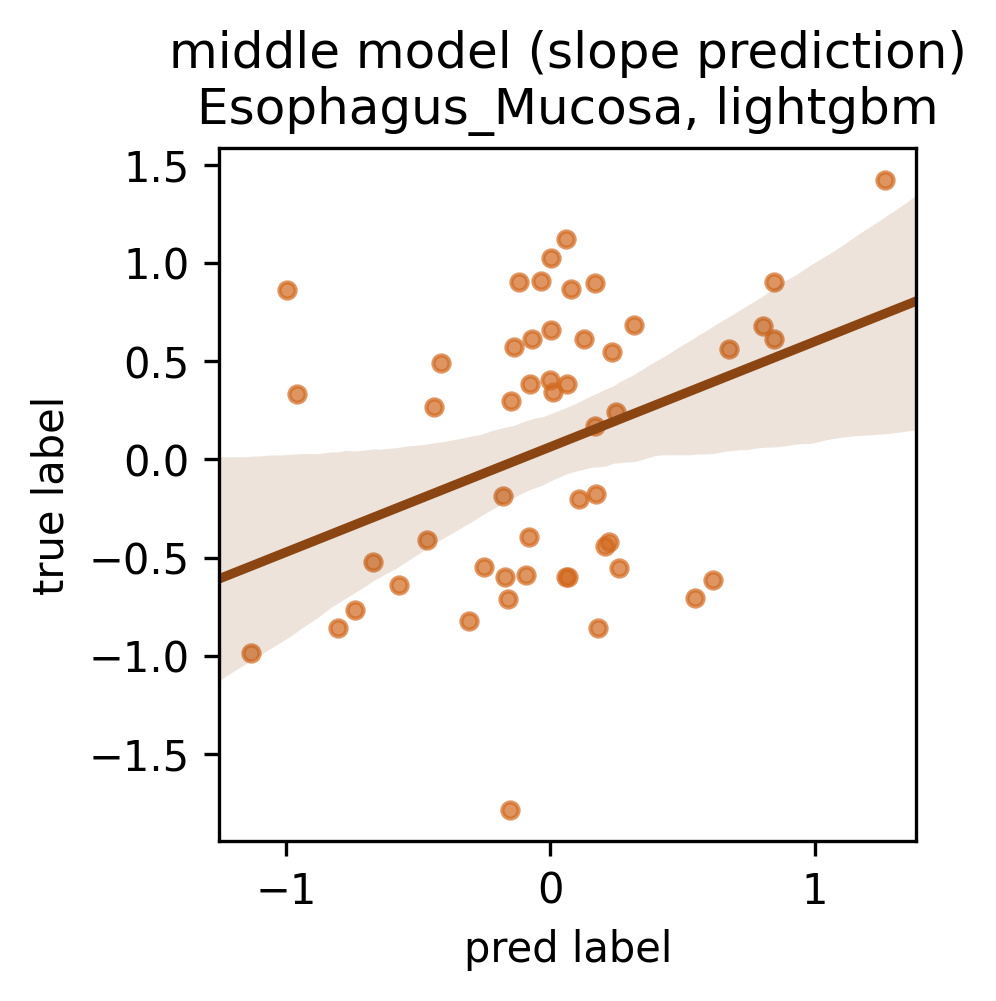 middle model (slope prediction)
Esophagus_Mucosa, lightgbm
1.5
1.0
0.5
0.0
−0.5
−1.0
−1.5
true label
−1
0
1
pred label